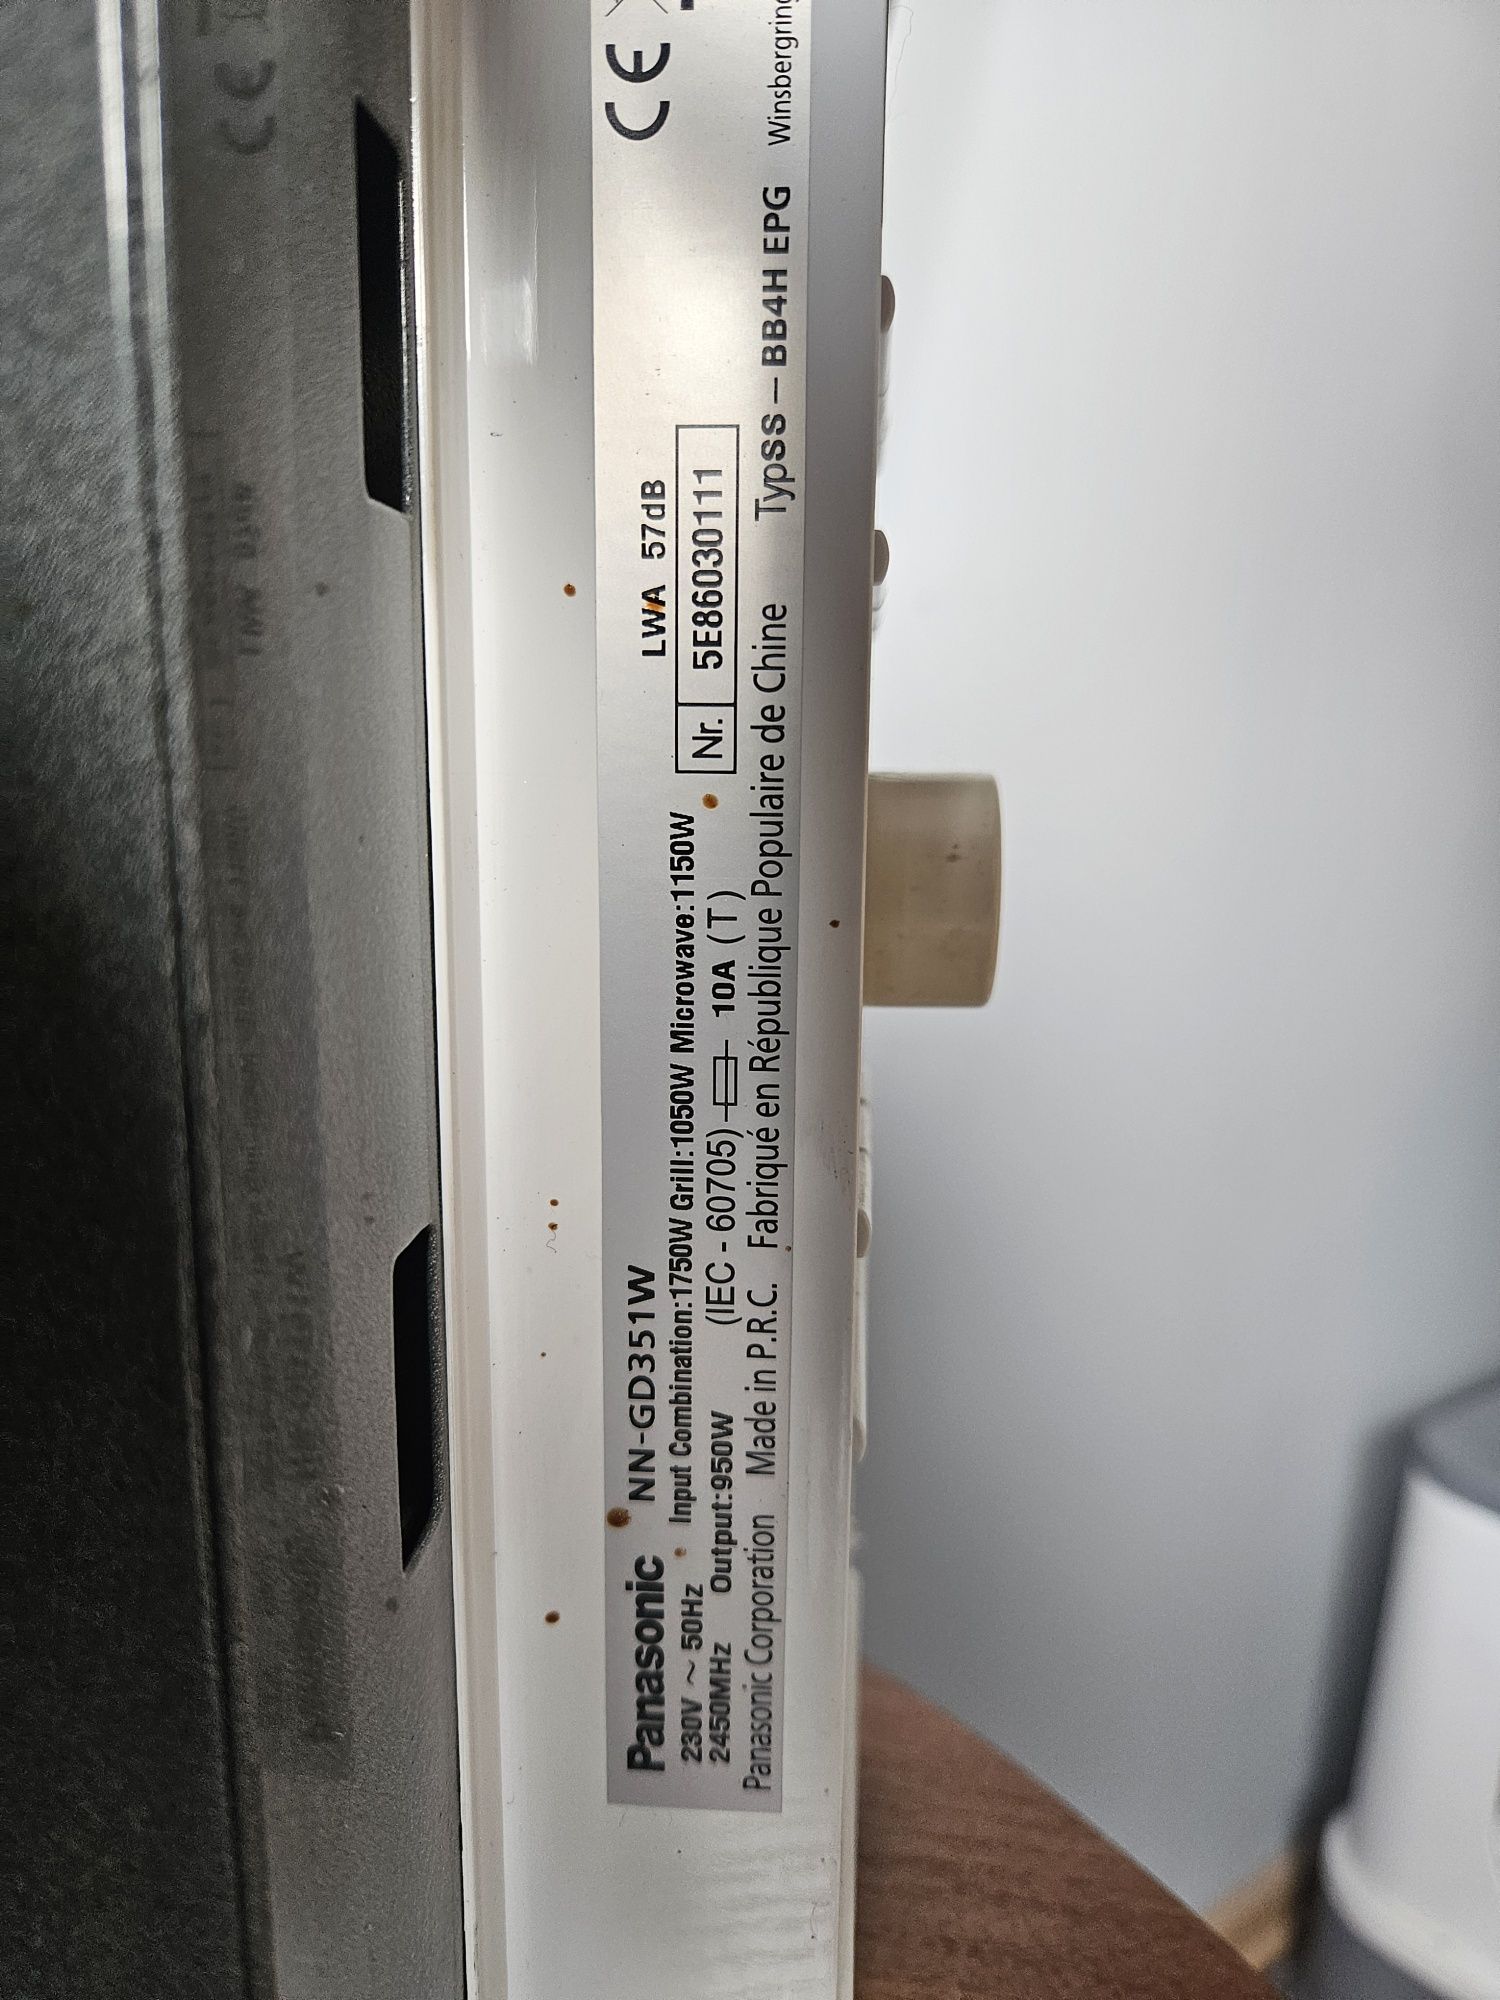 Panasonic NN-GD351W LWA 57dB CE
230V ~ 50Hz Input Combination:1750W Grill:1050W Microwave:1150W
2450MHz Output:950W (IEC - 60705) 10A (T) Nr. 5E86030111
Panasonic Corporation Made in P.R.C. Fabriqué en République Populaire de Chine TypSS – BB4H EPG Winsbergring